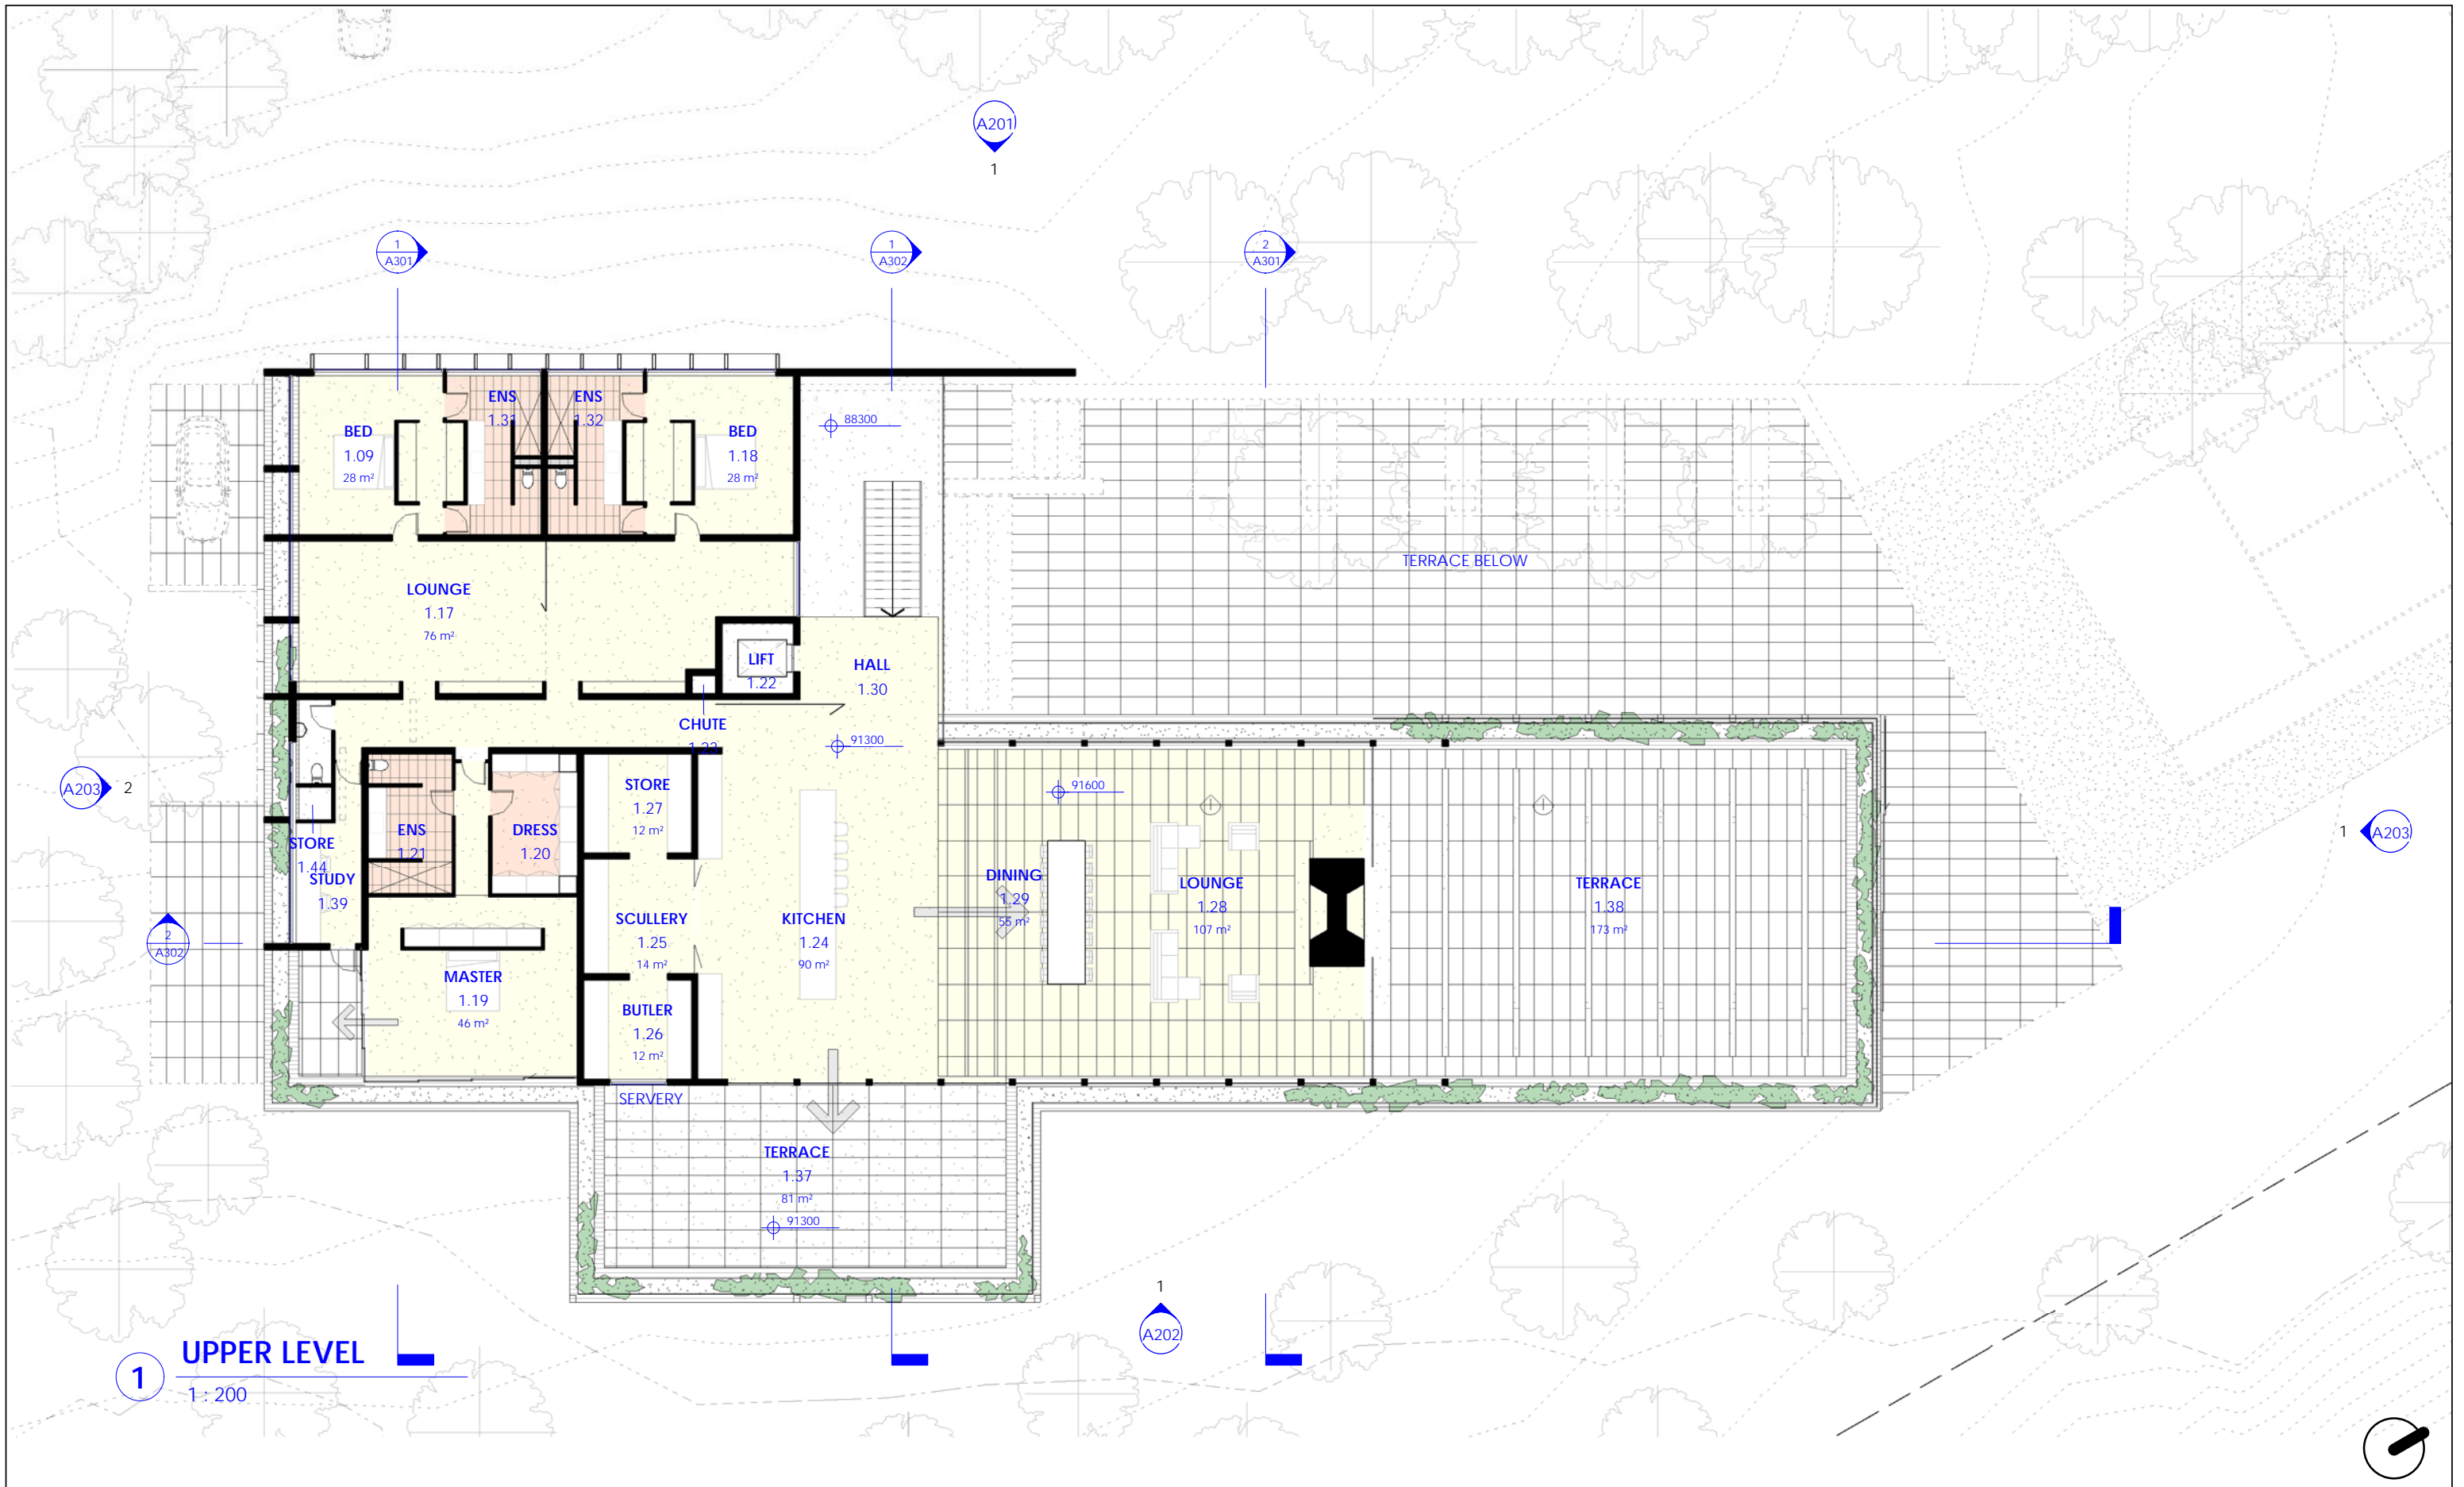 A201
1
1
A301
1
A302
2
A301
ENS
1.31
ENS
1.32
BED
1.09
28 m²
BED
1.18
28 m²
88300
TERRACE BELOW
LOUNGE
1.17
76 m²
LIFT
1.22
HALL
1.30
CHUTE
1.23
91300
A203
2
STORE
1.27
12 m²
91600
1
A203
STORE
1.44
ENS
1.21
DRESS
1.20
STUDY
1.39
DINING
1.29
55 m²
LOUNGE
1.28
107 m²
TERRACE
1.38
173 m²
SCULLERY
1.25
14 m²
KITCHEN
1.24
90 m²
2
A302
MASTER
1.19
46 m²
BUTLER
1.26
12 m²
SERVERY
TERRACE
1.37
81 m²
91300
1
A202
1
UPPER LEVEL
1 : 200